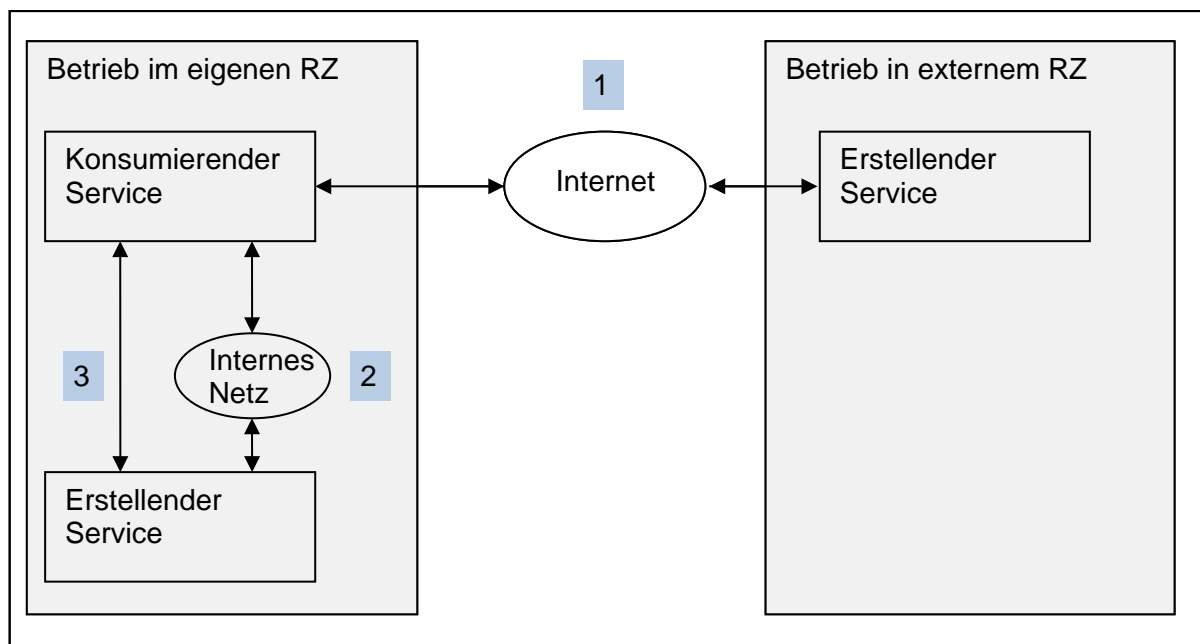 Betrieb im eigenen RZ
Konsumierender
Service
3
Internes
Netz
2
Erstellender
Service
1
Internet
Betrieb in externem RZ
Erstellender
Service